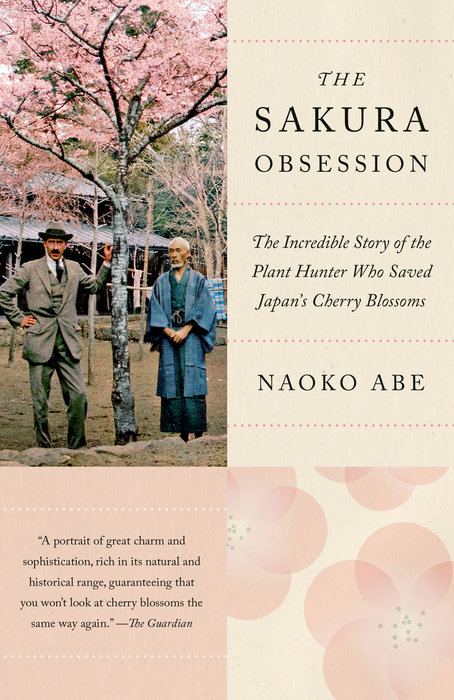 THE
SAKURA
OBSESSION
The Incredible Story of the
Plant Hunter Who Saved
Japan’s Cherry Blossoms
NAOKO ABE
“A portrait of great charm and
sophistication, rich in its natural and
historical range, guaranteeing that
you won’t look at cherry blossoms the
same way again.” —The Guardian